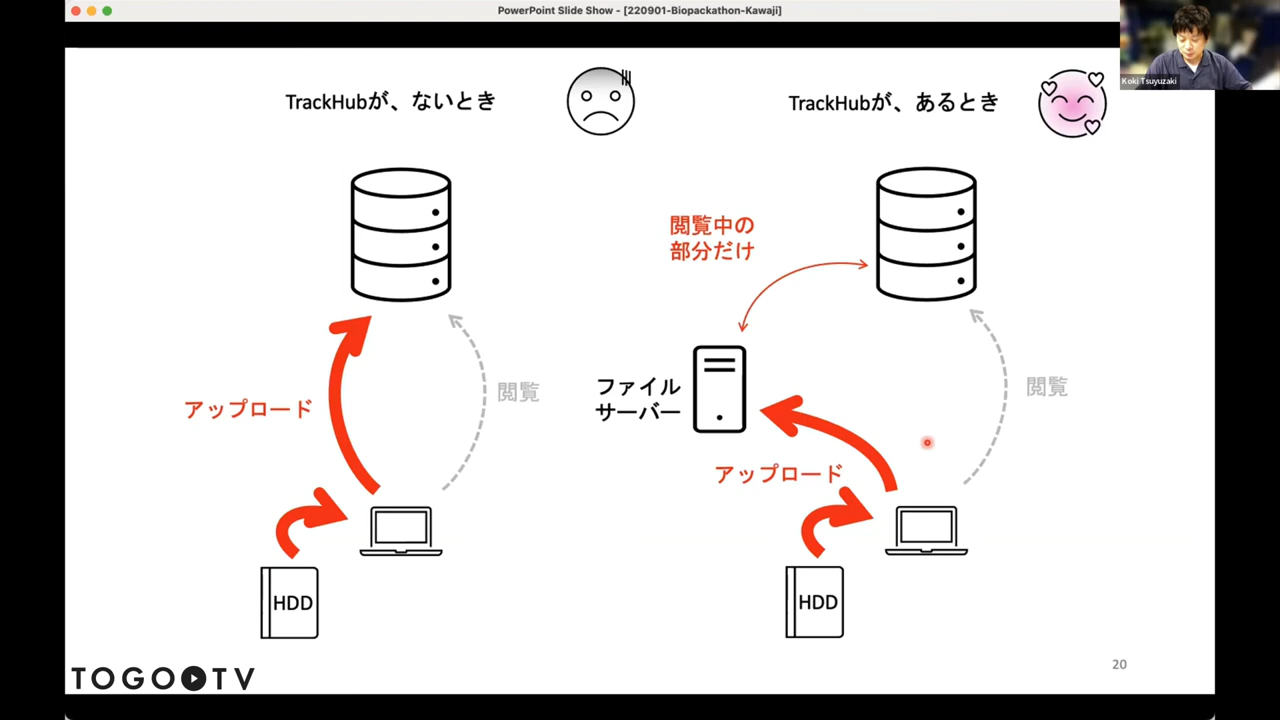 PowerPoint Slide Show - [220901-Biopackathon-Kawaji]
Koki Tsuyuzaki
TrackHubが、ないとき
TrackHubが、あるとき
アップロード
閲覧
HDD
閲覧中の
部分だけ
ファイル
サーバー
アップロード
閲覧
HDD
20
TOGOTV